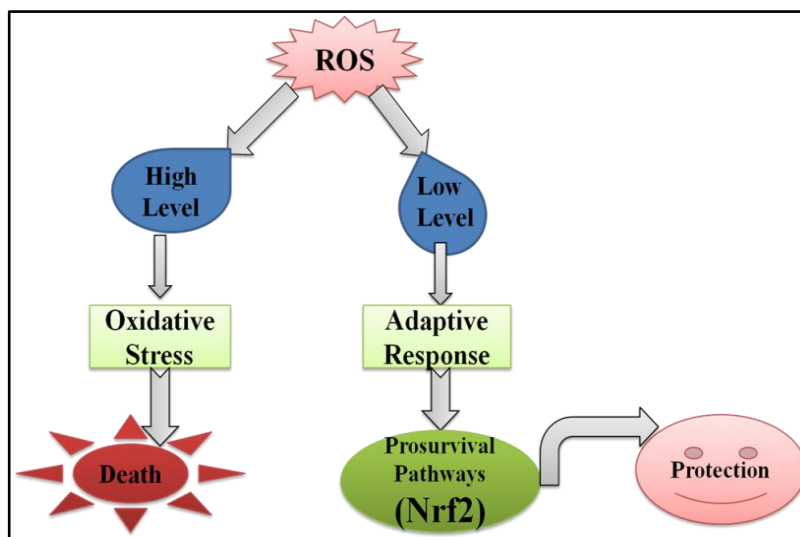 ROS
High
Level
Low
Level
Oxidative
Stress
Adaptive
Response
Death
Prosurvival
Pathways
(Nrf2)
Protection